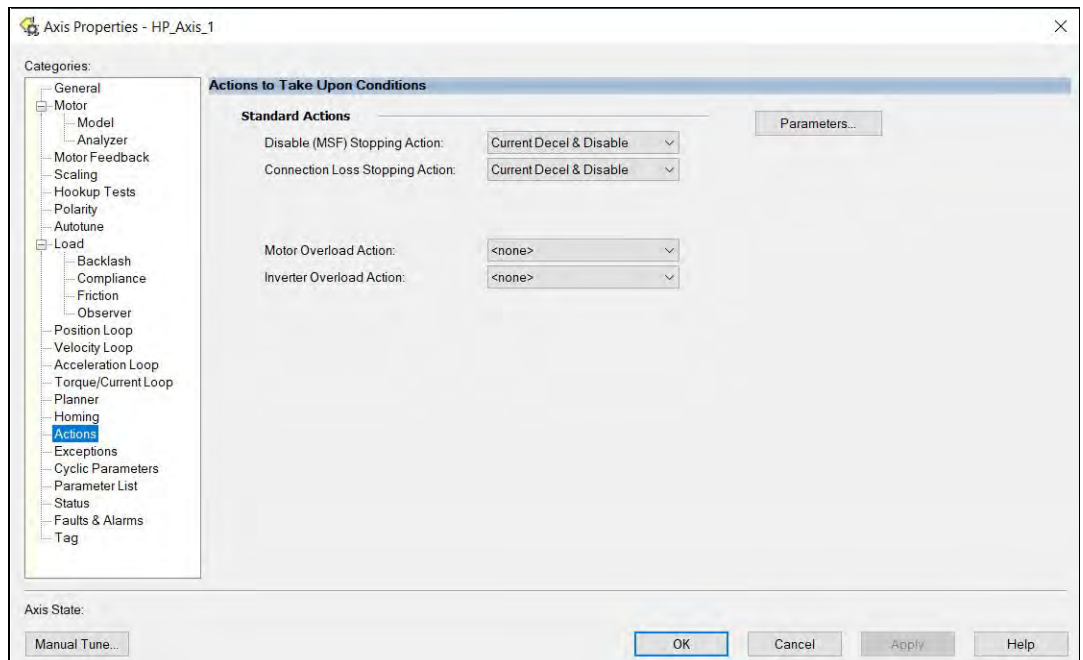 Axis Properties - HP_Axis_1
Categories:
General
Motor
Model
Analyzer
Motor Feedback
Scaling
Hookup Tests
Polarity
Autotune
Load
Backlash
Compliance
Friction
Observer
Position Loop
Velocity Loop
Acceleration Loop
Torque/Current Loop
Planner
Homing
Actions
Exceptions
Cyclic Parameters
Parameter List
Status
Faults & Alarms
Tag
Actions to Take Upon Conditions
Standard Actions
Parameters...
Disable (MSF) Stopping Action: Current Decel & Disable
Connection Loss Stopping Action: Current Decel & Disable
Motor Overload Action: <none>
Inverter Overload Action: <none>
Axis State:
Manual Tune... OK Cancel Apply Help